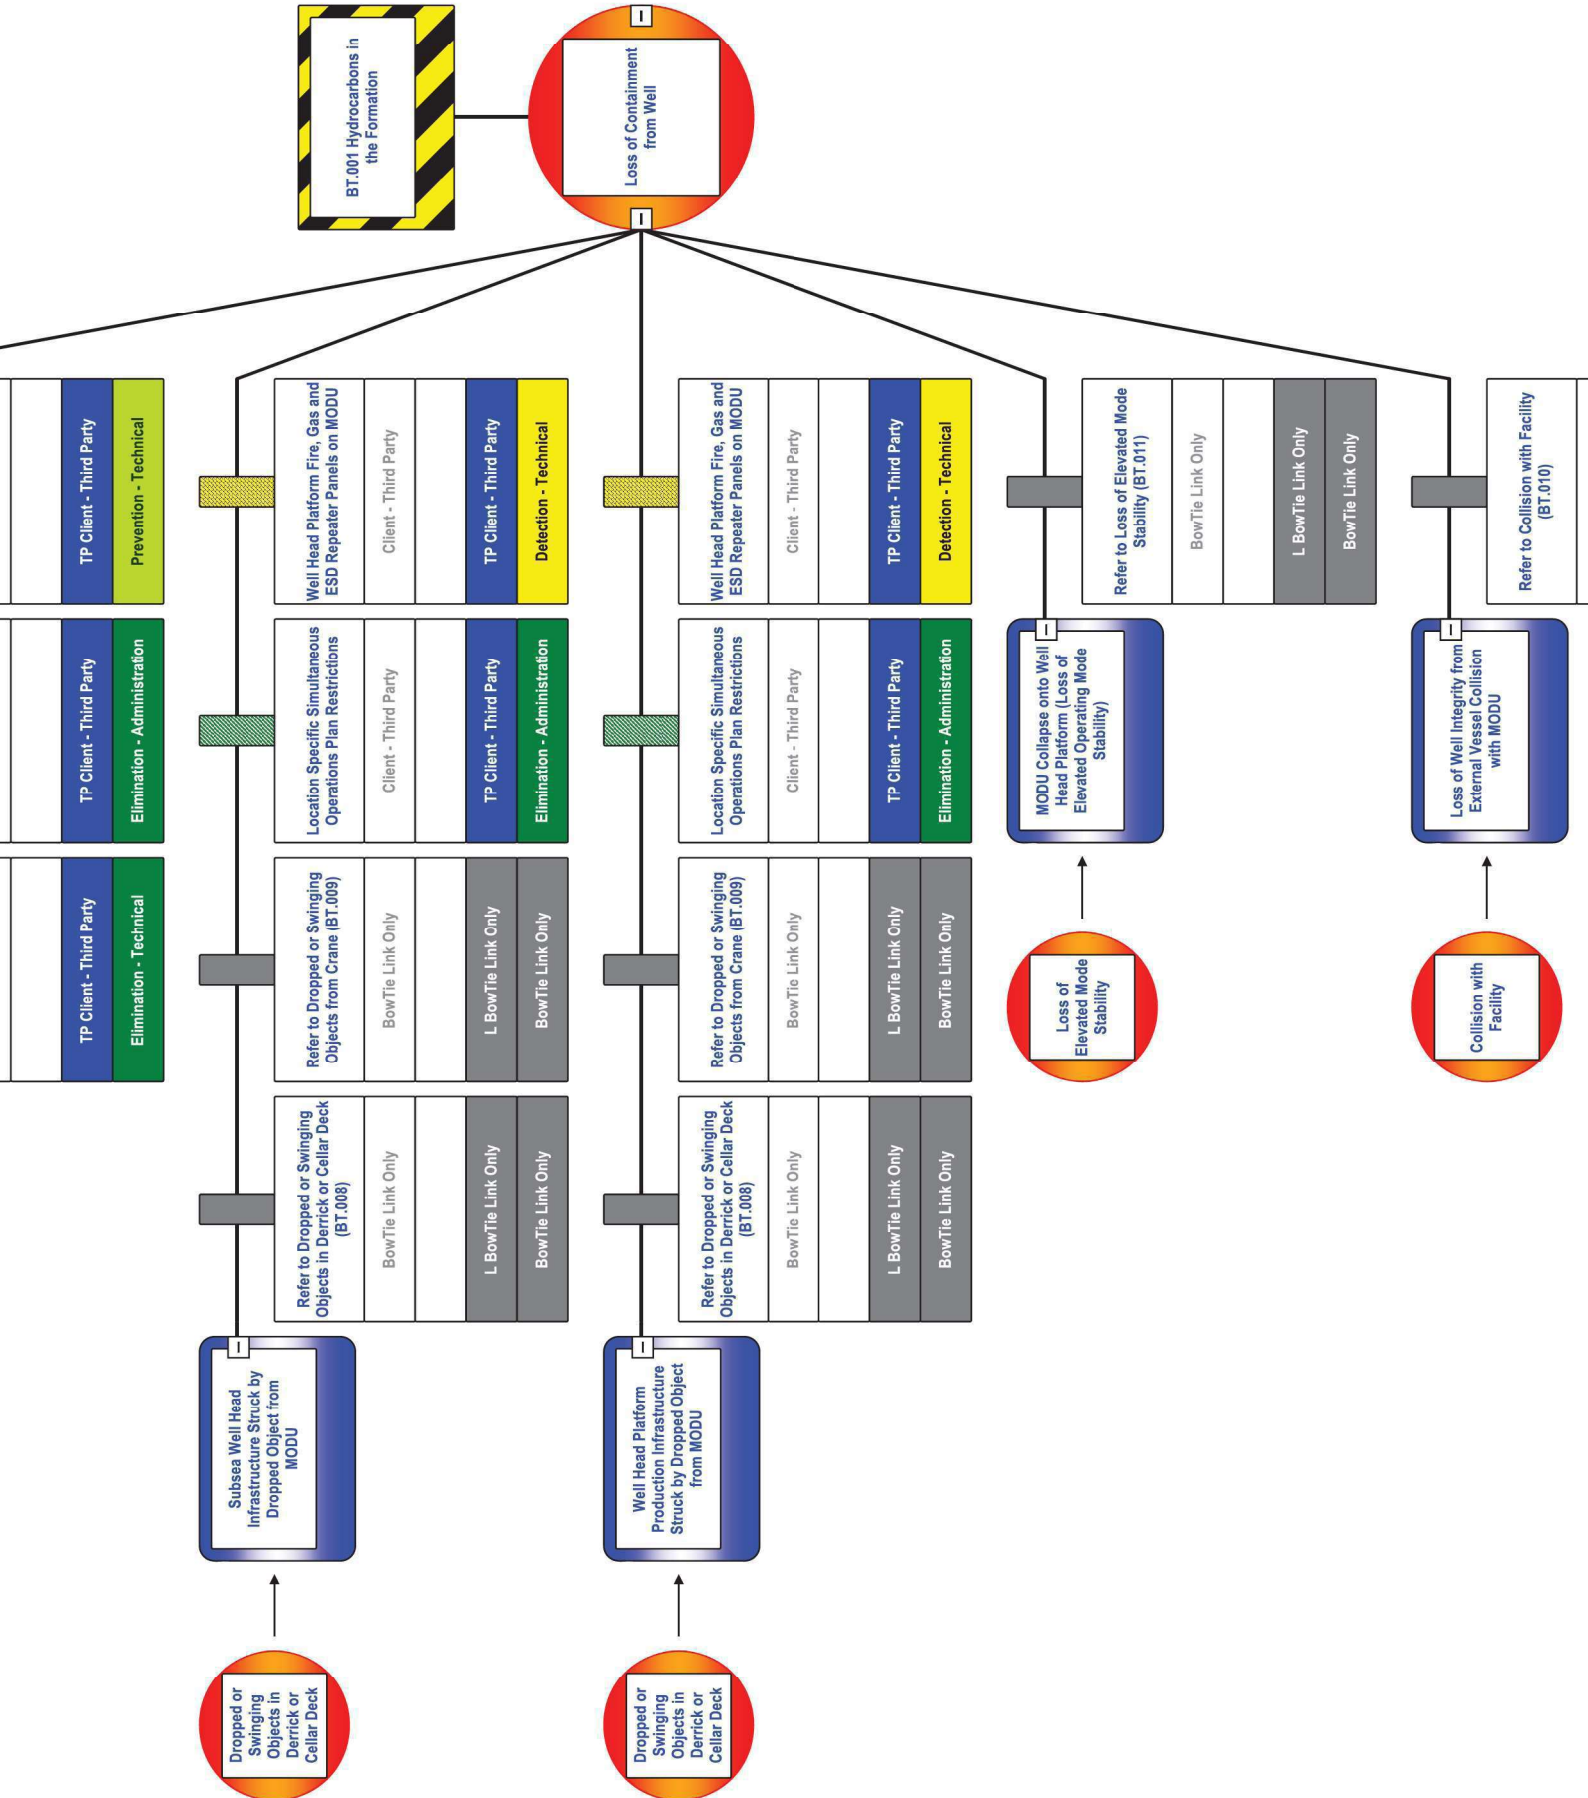 BT.001 Hydrocarbons in
the Formation
Loss of Containment
from Well
TP Client - Third Party
Elimination - Technical
TP Client - Third Party
Elimination - Administration
TP Client - Third Party
Prevention - Technical
Dropped or
Swinging
Objects in
Derrick or
Cellar Deck
Subsea Well Head
Infrastructure Struck by
Dropped Object from
MODU
Refer to Dropped or Swinging
Objects in Derrick or Cellar Deck
(BT.008)
BowTie Link Only
L BowTie Link Only
BowTie Link Only
Refer to Dropped or Swinging
Objects from Crane (BT.009)
BowTie Link Only
L BowTie Link Only
BowTie Link Only
Location Specific Simultaneous
Operations Plan Restrictions
Client - Third Party
TP Client - Third Party
Elimination - Administration
Well Head Platform Fire, Gas and
ESD Repeater Panels on MODU
Client - Third Party
TP Client - Third Party
Detection - Technical
Dropped or
Swinging
Objects in
Derrick or
Cellar Deck
Well Head Platform
Production Infrastructure
Struck by Dropped Object
from MODU
Refer to Dropped or Swinging
Objects in Derrick or Cellar Deck
(BT.008)
BowTie Link Only
L BowTie Link Only
BowTie Link Only
Refer to Dropped or Swinging
Objects from Crane (BT.009)
BowTie Link Only
L BowTie Link Only
BowTie Link Only
Location Specific Simultaneous
Operations Plan Restrictions
Client - Third Party
TP Client - Third Party
Elimination - Administration
Well Head Platform Fire, Gas and
ESD Repeater Panels on MODU
Client - Third Party
TP Client - Third Party
Detection - Technical
Loss of
Elevated Mode
Stability
MODU Collapse onto Well
Head Platform (Loss of
Elevated Operating Mode
Stability)
Refer to Loss of Elevated Mode
Stability (BT.011)
BowTie Link Only
L BowTie Link Only
BowTie Link Only
Collision with
Facility
Loss of Well Integrity from
External Vessel Collision
with MODU
Refer to Collision with Facility
(BT.010)